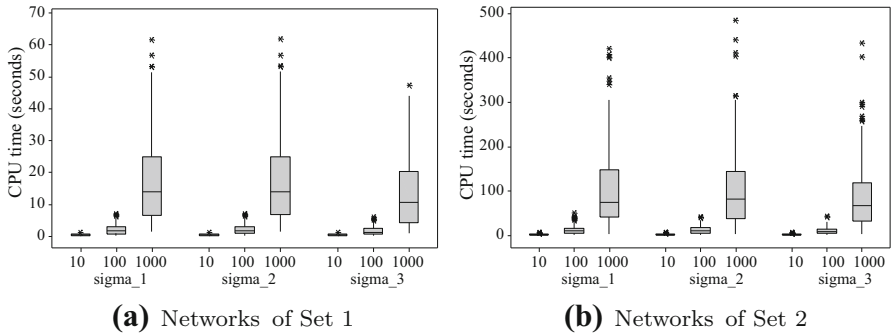 70
60
50
40
30
20
10
0
CPU time (seconds)
10 100 1000 10 100 1000 10 100 1000
sigma_1 sigma_2 sigma_3
(a) Networks of Set 1
500
400
300
200
100
0
CPU time (seconds)
10 100 1000 10 100 1000 10 100 1000
sigma_1 sigma_2 sigma_3
(b) Networks of Set 2